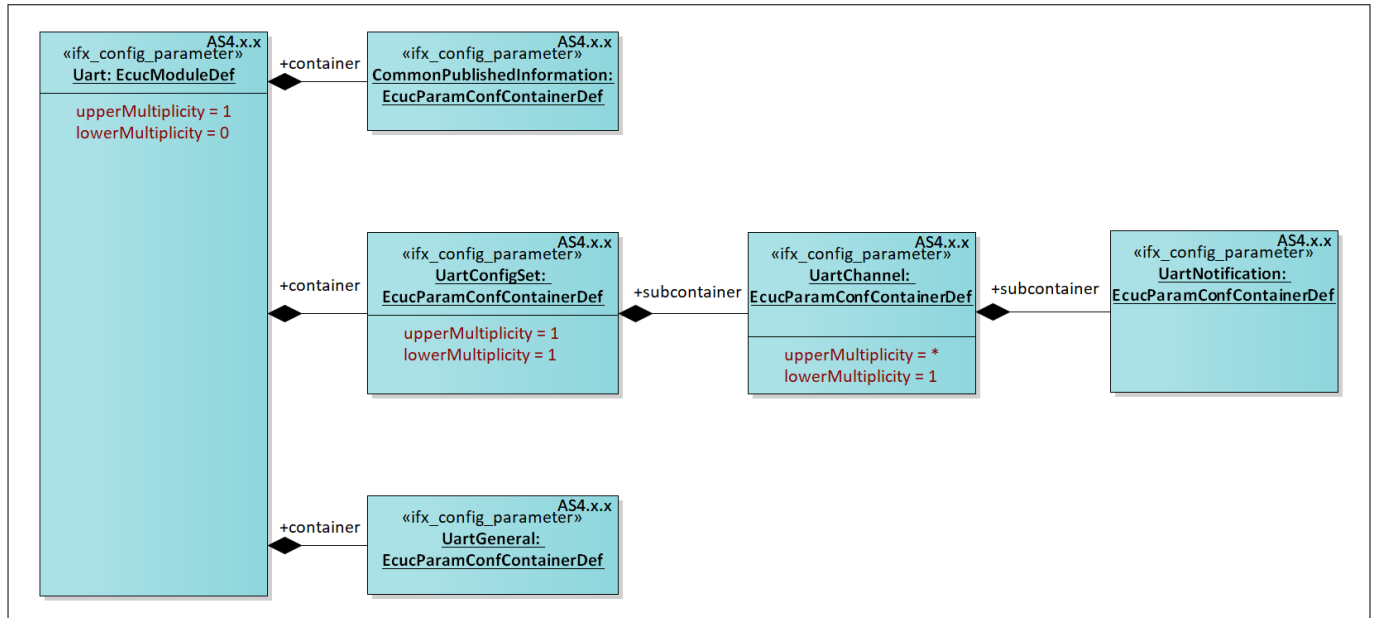 AS4.x.x
«ifx_config_parameter»
Uart: EcucModuleDef
upperMultiplicity = 1
lowerMultiplicity = 0
+container
AS4.x.x
«ifx_config_parameter»
CommonPublishedInformation:
EcucParamConfContainerDef
+container
AS4.x.x
«ifx_config_parameter»
UartConfigSet:
EcucParamConfContainerDef
upperMultiplicity = 1
lowerMultiplicity = 1
+subcontainer
AS4.x.x
«ifx_config_parameter»
UartChannel:
EcucParamConfContainerDef
upperMultiplicity = *
lowerMultiplicity = 1
+subcontainer
AS4.x.x
«ifx_config_parameter»
UartNotification:
EcucParamConfContainerDef
+container
AS4.x.x
«ifx_config_parameter»
UartGeneral:
EcucParamConfContainerDef